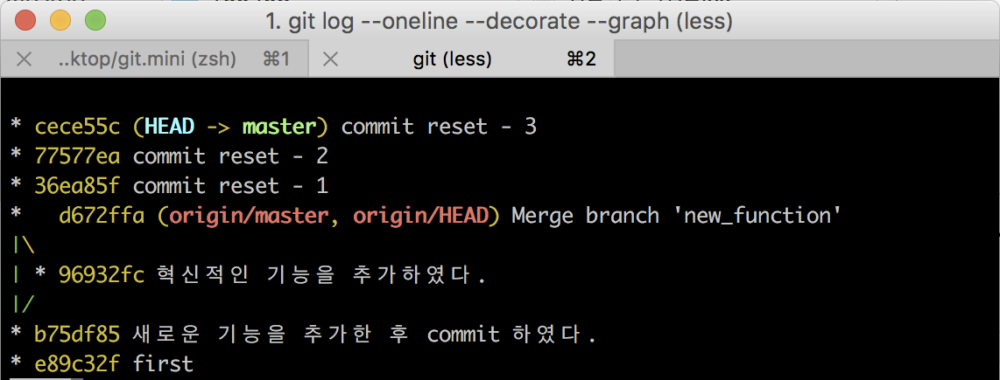 1. git log --oneline --decorate --graph (less)
..ktop/git.mini (zsh) ⌘1 git (less) ⌘2
* cece55c (HEAD -> master) commit reset - 3
* 77577ea commit reset - 2
* 36ea85f commit reset - 1
*   d672ffa (origin/master, origin/HEAD) Merge branch 'new_function'
|\
| * 96932fc 혁신적인 기능을 추가하였다.
|/
* b75df85 새로운 기능을 추가한 후 commit 하였다.
* e89c32f first